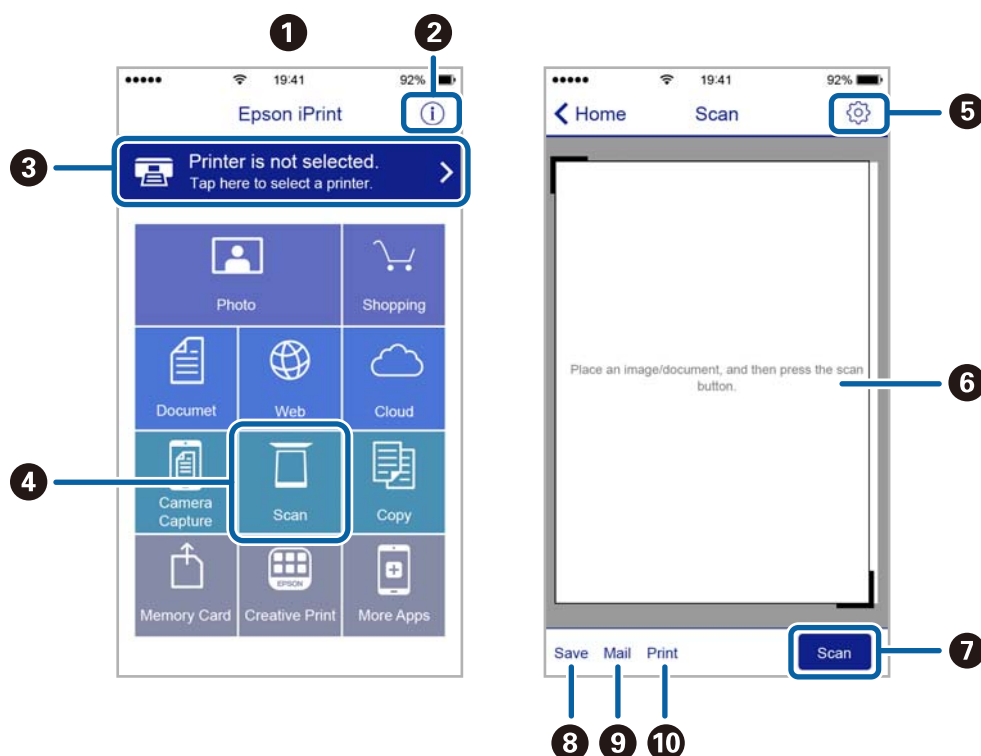 1
2
••••• 19:41 92%
Epson iPrint
i
3
Printer is not selected.
Tap here to select a printer.
Photo
Shopping
Documet
Web
Cloud
4
Camera
Capture
Scan
Copy
EPSON
Memory Card
Creative Print
More Apps
••••• 19:41 92%
Home
Scan
5
Place an image/document, and then press the scan
button.
6
Save Mail Print
Scan
7
8
9
10